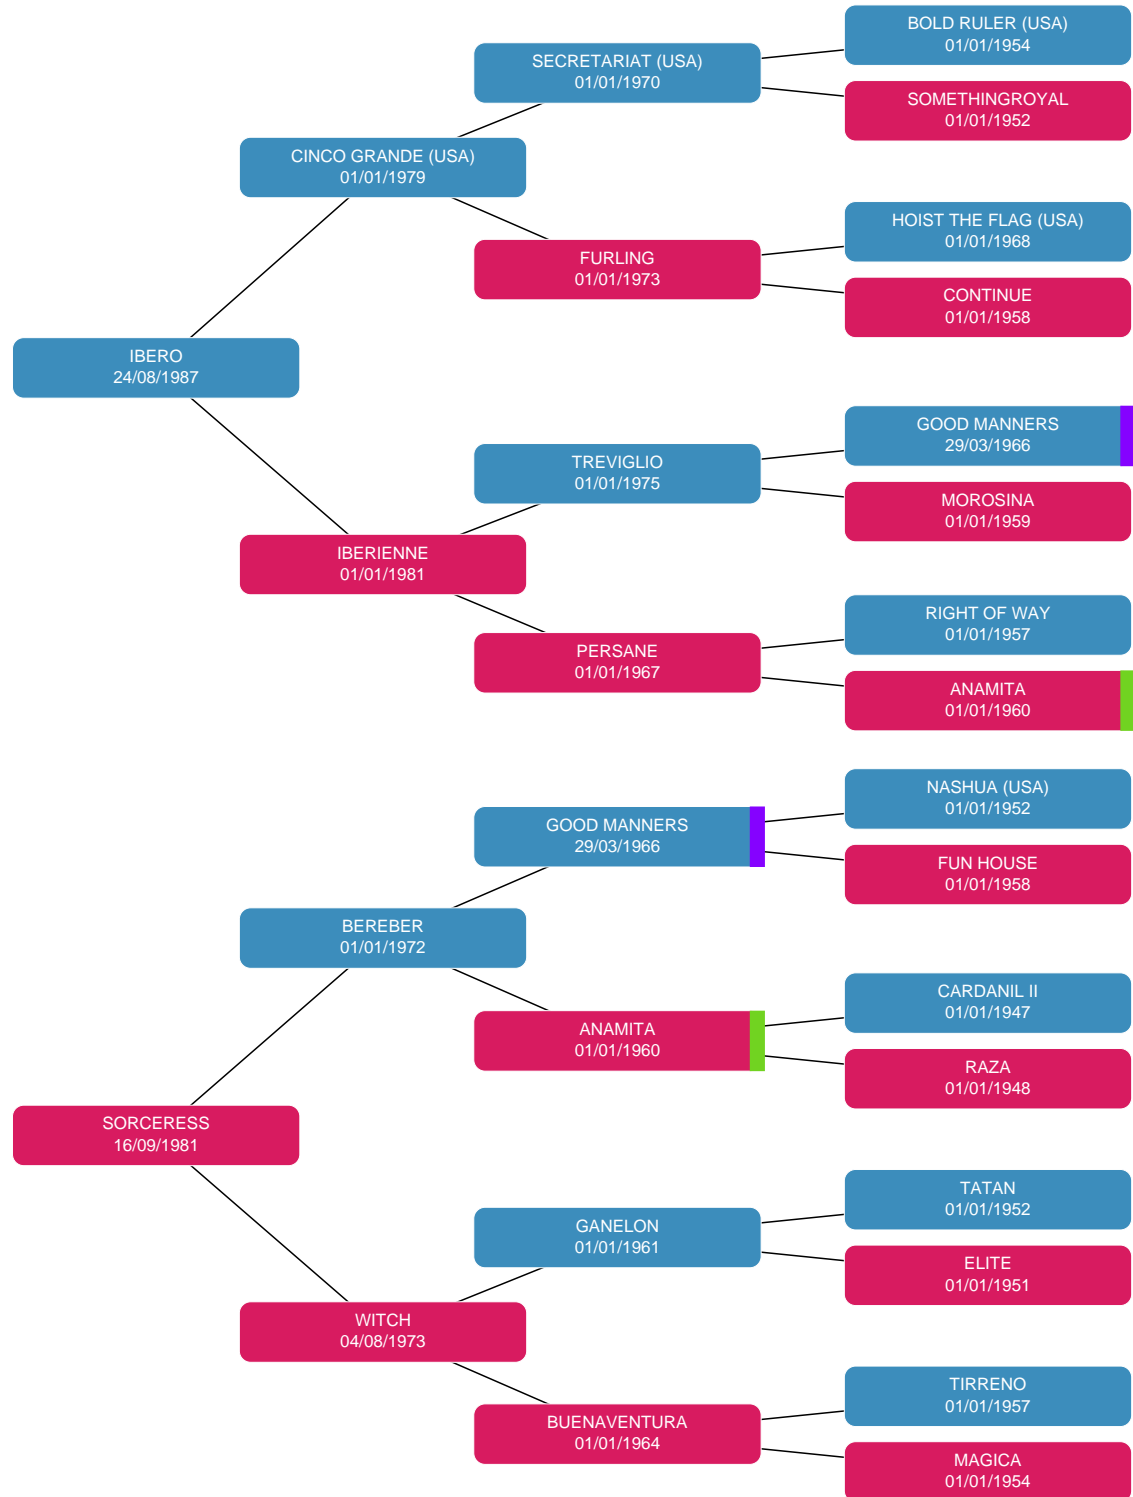 BOLD RULER (USA)
01/01/1954
SECRETARIAT (USA)
01/01/1970
SOMETHINGROYAL
01/01/1952
CINCO GRANDE (USA)
01/01/1979
HOIST THE FLAG (USA)
01/01/1968
FURLING
01/01/1973
CONTINUE
01/01/1958
IBERO
24/08/1987
GOOD MANNERS
29/03/1966
TREVIGLIO
01/01/1975
MOROSINA
01/01/1959
IBERIENNE
01/01/1981
RIGHT OF WAY
01/01/1957
PERSANE
01/01/1967
ANAMITA
01/01/1960
NASHUA (USA)
01/01/1952
GOOD MANNERS
29/03/1966
FUN HOUSE
01/01/1958
BEREBER
01/01/1972
CARDANIL II
01/01/1947
ANAMITA
01/01/1960
RAZA
01/01/1948
SORCERESS
16/09/1981
TATAN
01/01/1952
GANELON
01/01/1961
ELITE
01/01/1951
WITCH
04/08/1973
TIRRENO
01/01/1957
BUENAVENTURA
01/01/1964
MAGICA
01/01/1954